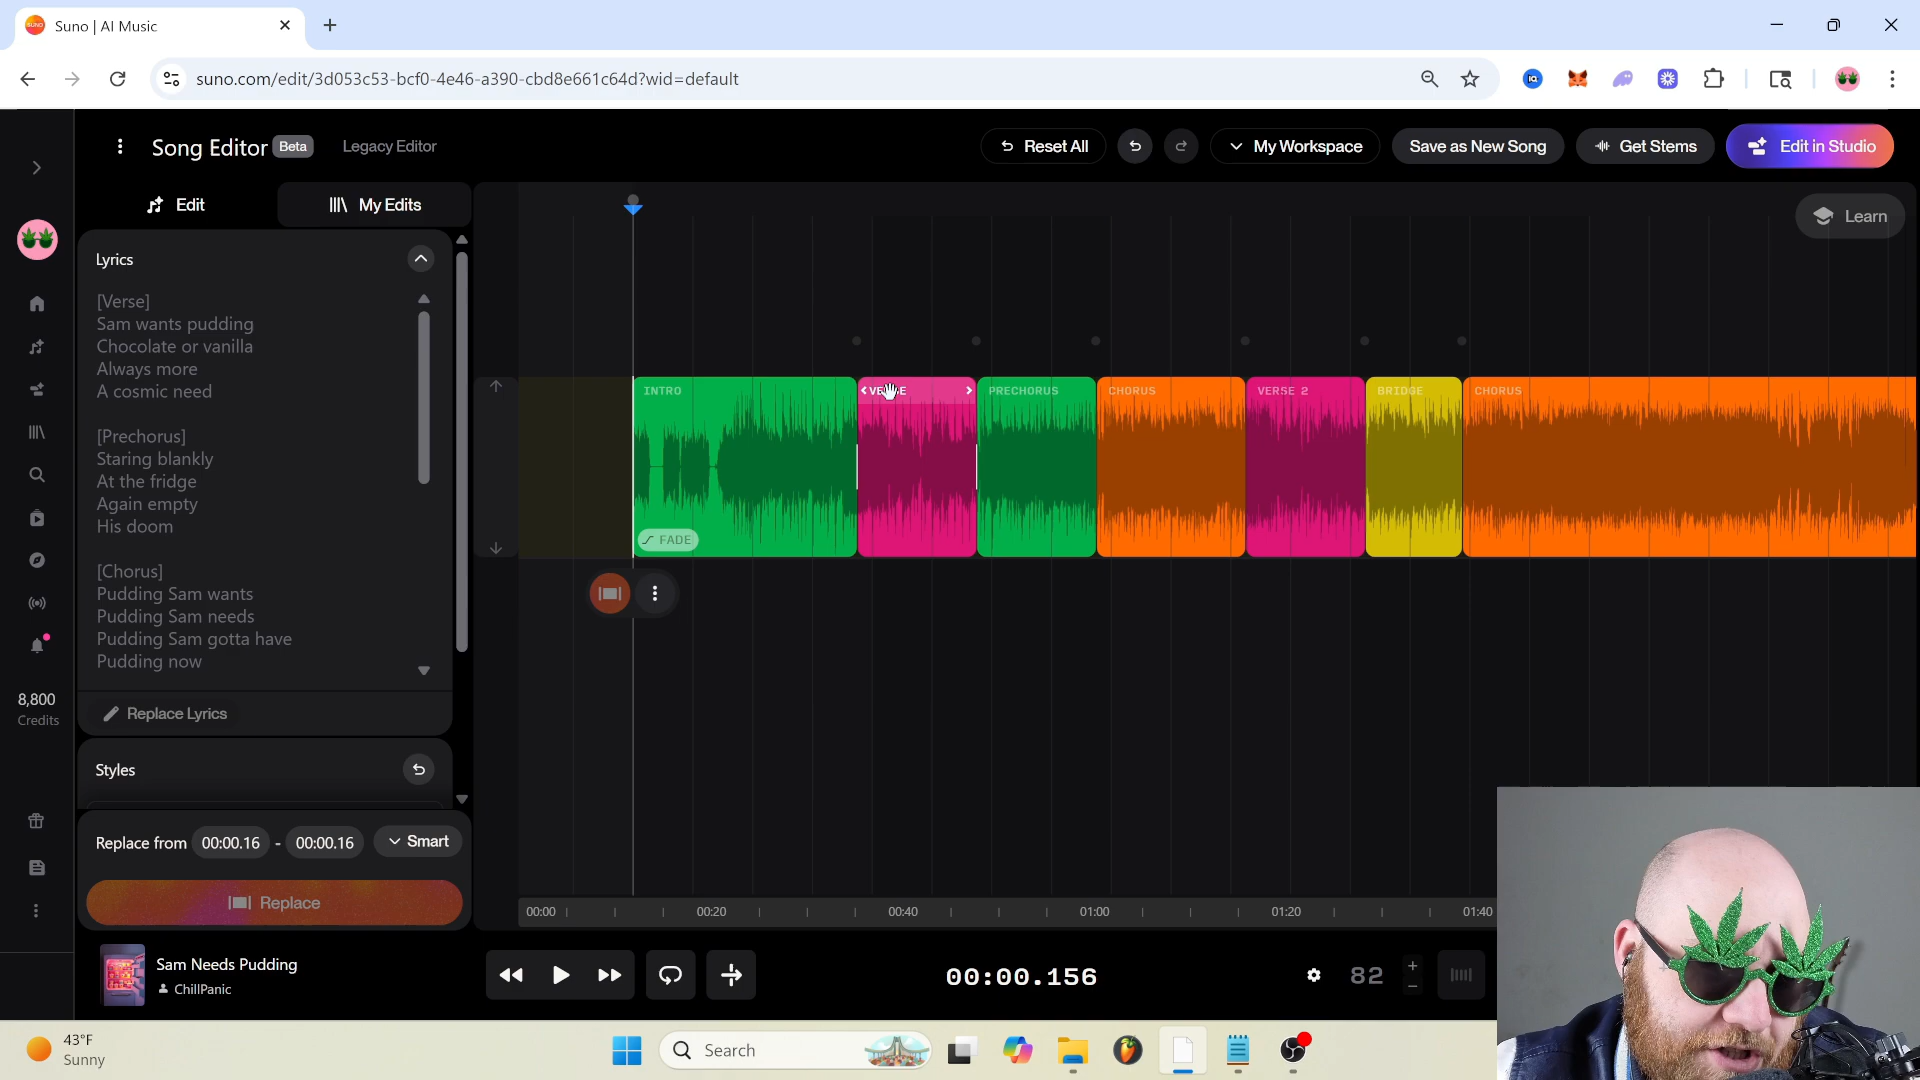 Suno | AI Music
suno.com/edit/3d053c53-bcf0-4e46-a390-cbd8e661c64d?wid=default
Song Editor Beta
Legacy Editor
Reset All
My Workspace
Save as New Song
Get Stems
Edit in Studio
Edit
My Edits
Learn
Lyrics
[Verse]
Sam wants pudding
Chocolate or vanilla
Always more
A cosmic need
[Prechorus]
Staring blankly
At the fridge
Again empty
His doom
[Chorus]
Pudding Sam wants
Pudding Sam needs
Pudding Sam gotta have
Pudding now
Replace Lyrics
INTRO
PRECHORUS
CHORUS
VERSE 2
BRIDGE
CHORUS
FADE
8,800
Credits
Styles
Replace from 00:00.16 - 00:00.16 Smart
Replace
00:00
00:20
00:40
01:00
01:20
01:40
Sam Needs Pudding
ChillPanic
00:00.156
82
43°F
Sunny
Search